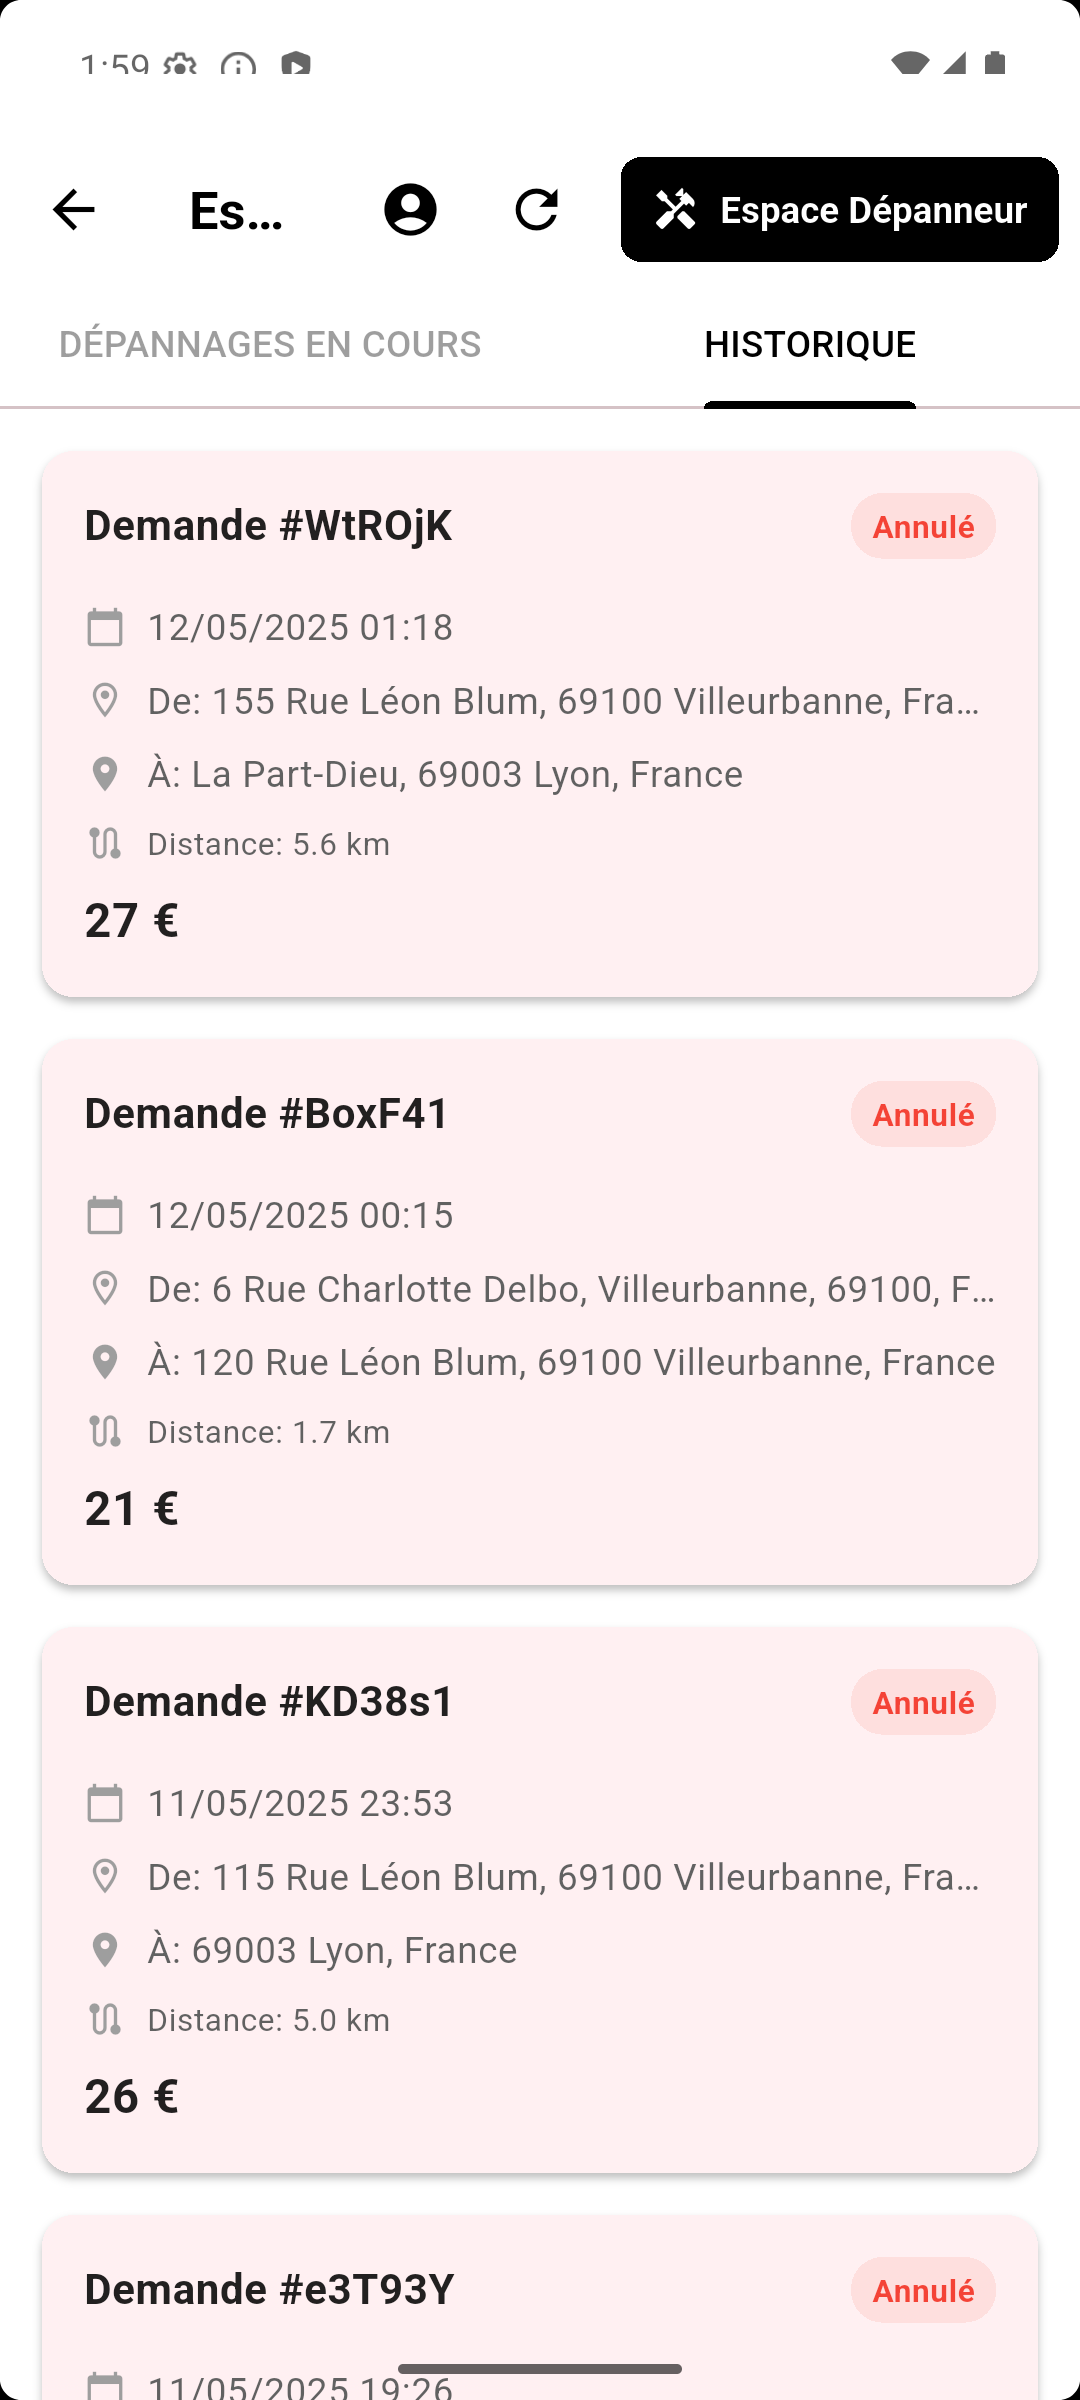 1:59
Es...
Espace Dépanneur
DÉPANNAGES EN COURS
HISTORIQUE
Demande #WtROjK
Annulé
12/05/2025 01:18
De: 155 Rue Léon Blum, 69100 Villeurbanne, Fra...
À: La Part-Dieu, 69003 Lyon, France
Distance: 5.6 km
27 €
Demande #BoxF41
Annulé
12/05/2025 00:15
De: 6 Rue Charlotte Delbo, Villeurbanne, 69100, F...
À: 120 Rue Léon Blum, 69100 Villeurbanne, France
Distance: 1.7 km
21 €
Demande #KD38s1
Annulé
11/05/2025 23:53
De: 115 Rue Léon Blum, 69100 Villeurbanne, Fra...
À: 69003 Lyon, France
Distance: 5.0 km
26 €
Demande #e3T93Y
Annulé
11/05/2025 19:26